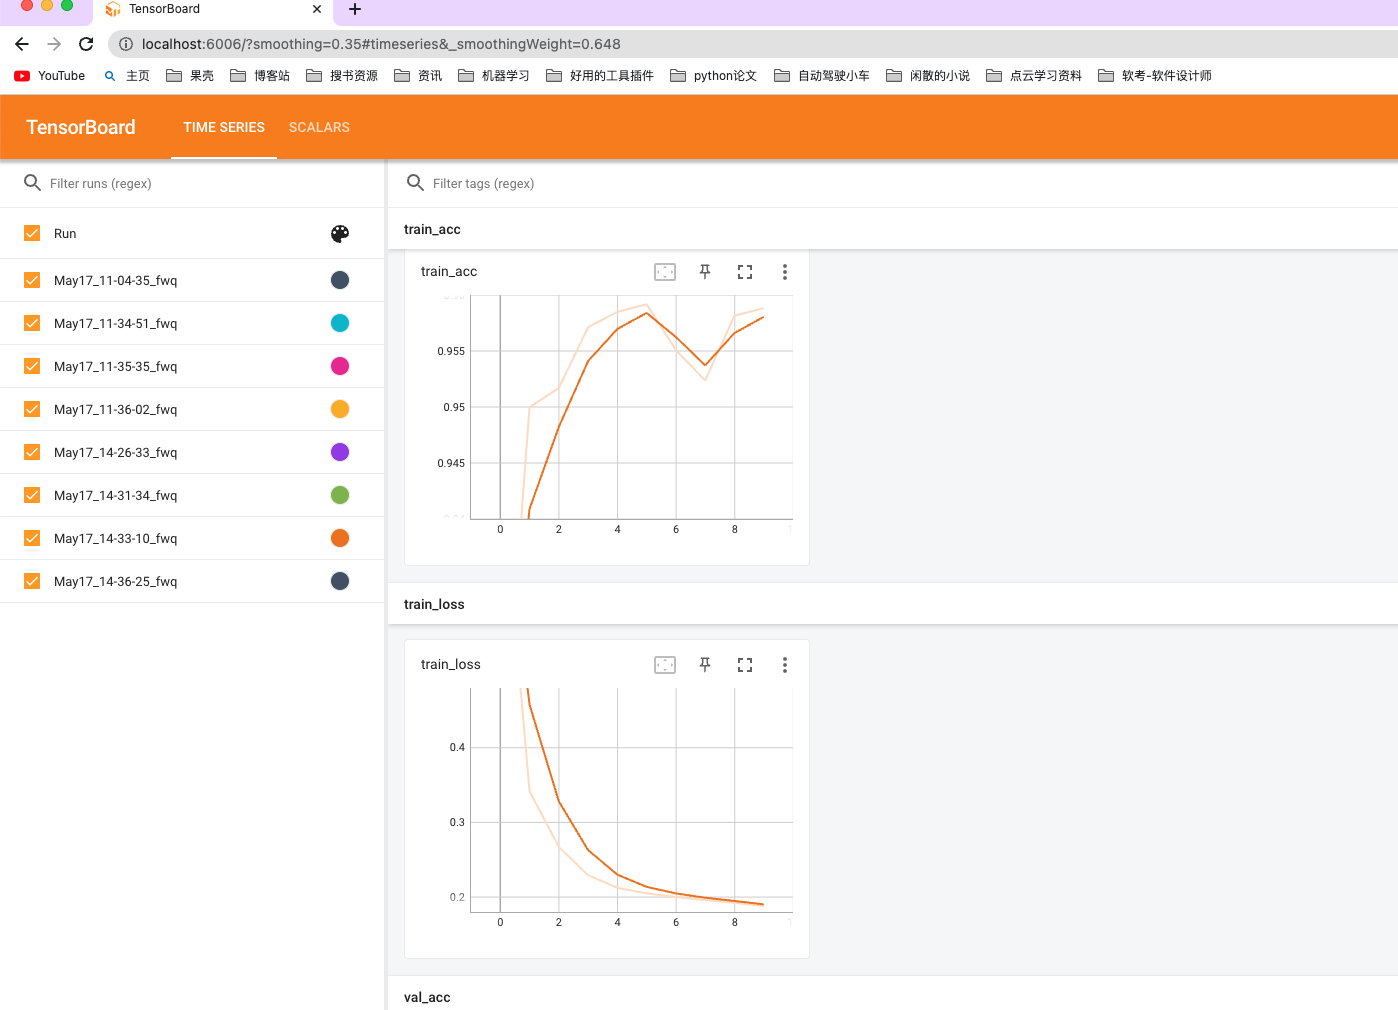 TensorBoard
localhost:6006/?smoothing=0.35#timeseries&_smoothingWeight=0.648
YouTube 主页 果壳 博客站 搜书资源 资讯 机器学习 好用的工具插件 python论文 自动驾驶小车 闲散的小说 点云学习资料 软考-软件设计师
TensorBoard TIME SERIES SCALARS
Filter runs (regex)
Run
May17_11-04-35_fwq
May17_11-34-51_fwq
May17_11-35-35_fwq
May17_11-36-02_fwq
May17_14-26-33_fwq
May17_14-31-34_fwq
May17_14-33-10_fwq
May17_14-36-25_fwq
Filter tags (regex)
train_acc
train_acc
0.955
0.95
0.945
0 2 4 6 8
train_loss
train_loss
0.4
0.3
0.2
0 2 4 6 8
val_acc